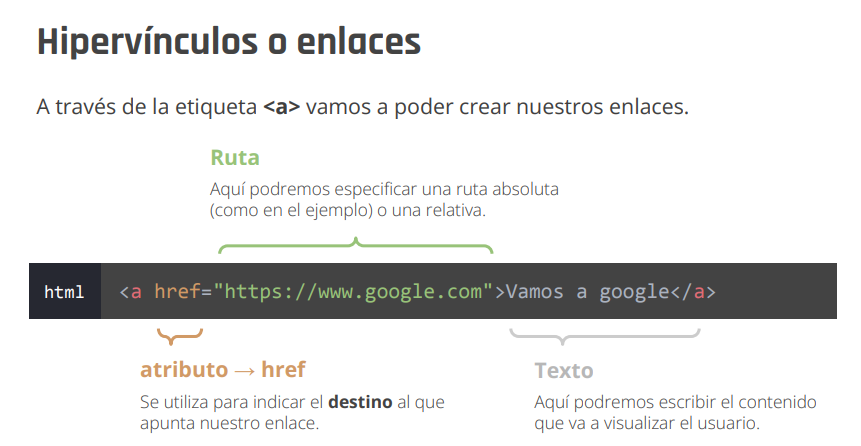 Hipervínculos o enlaces
A través de la etiqueta <a> vamos a poder crear nuestros enlaces.
Ruta
Aquí podremos especificar una ruta absoluta
(como en el ejemplo) o una relativa.
html <a href="https://www.google.com">Vamos a google</a>
atributo → href
Se utiliza para indicar el destino al que
apunta nuestro enlace.
Texto
Aquí podremos escribir el contenido
que va a visualizar el usuario.